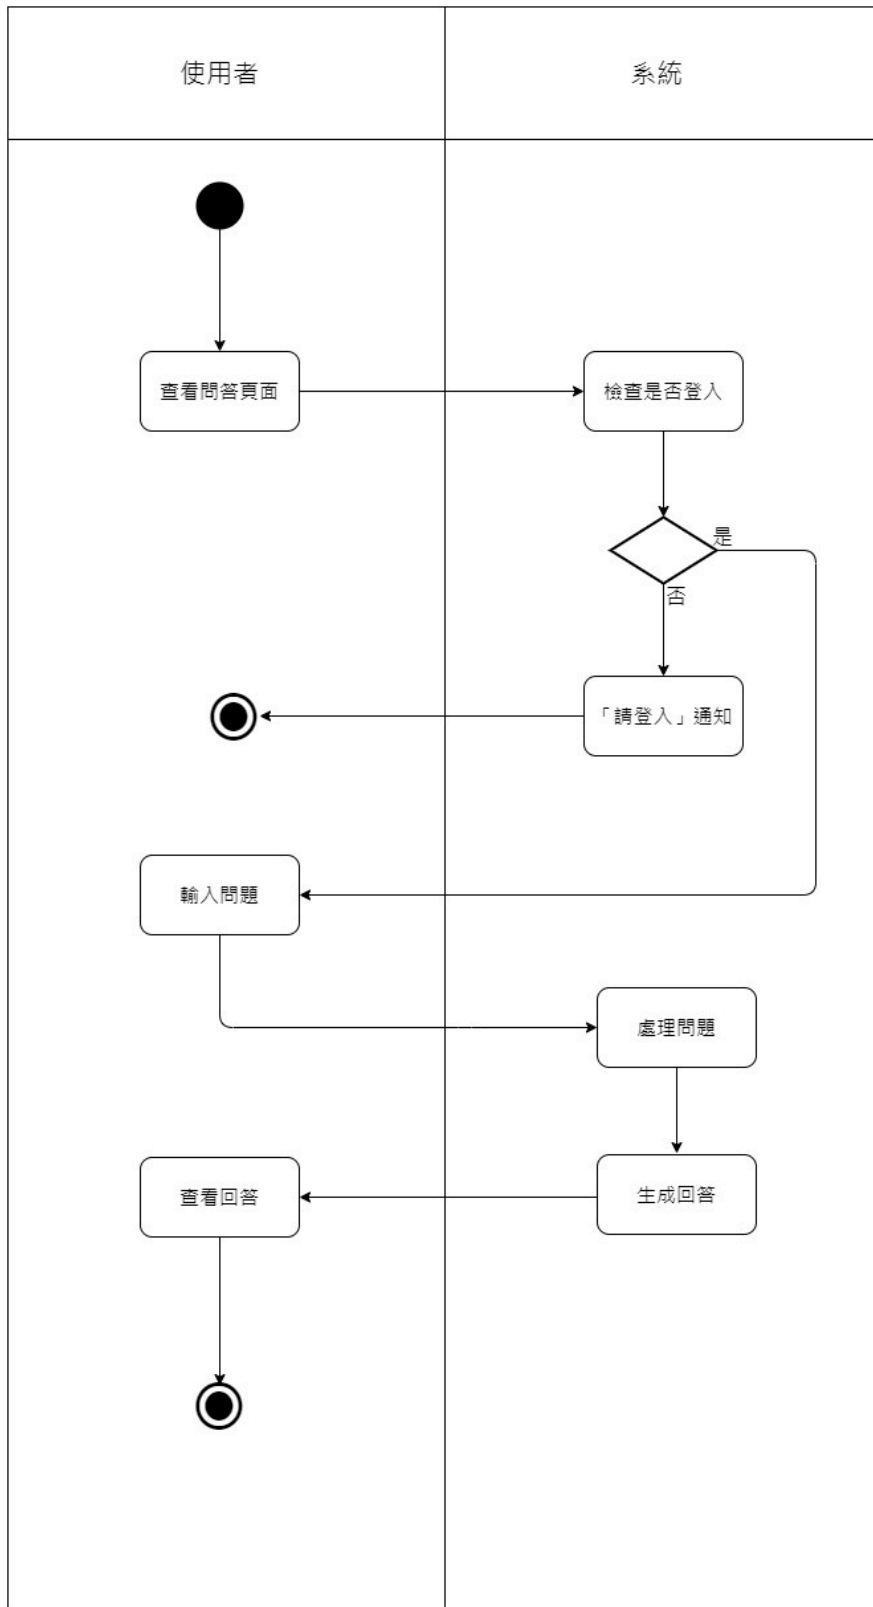 使用者
系統
查看問答頁面
檢查是否登入
是
否
「請登入」通知
輸入問題
處理問題
生成回答
查看回答